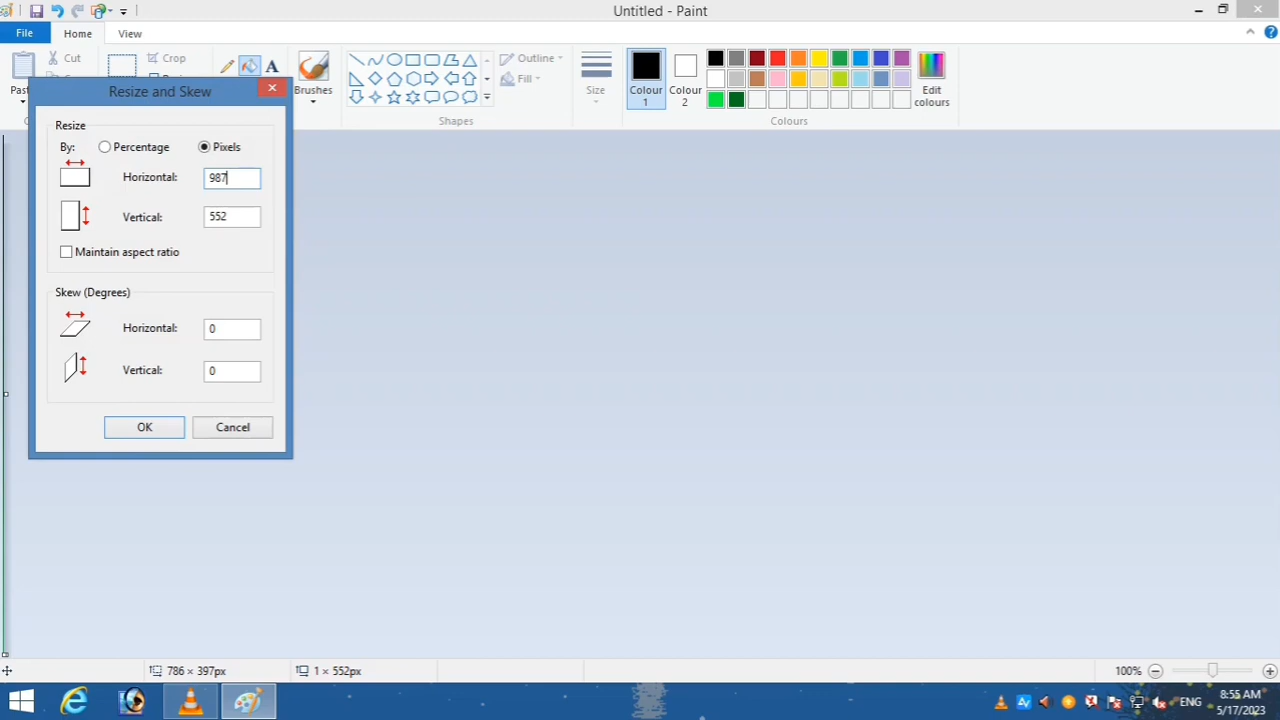 Untitled - Paint
File
Home
View
Cut
Crop
Past
Brushes
Outline
Fill
Shapes
Size
Colour 1
Colour 2
Edit colours
Colours
Resize and Skew
Resize
By:
Percentage
Pixels
Horizontal:
987
Vertical:
552
Maintain aspect ratio
Skew (Degrees)
Horizontal:
0
Vertical:
0
OK
Cancel
786 × 397px
1 × 552px
100%
ENG
8:55 AM
5/17/2023